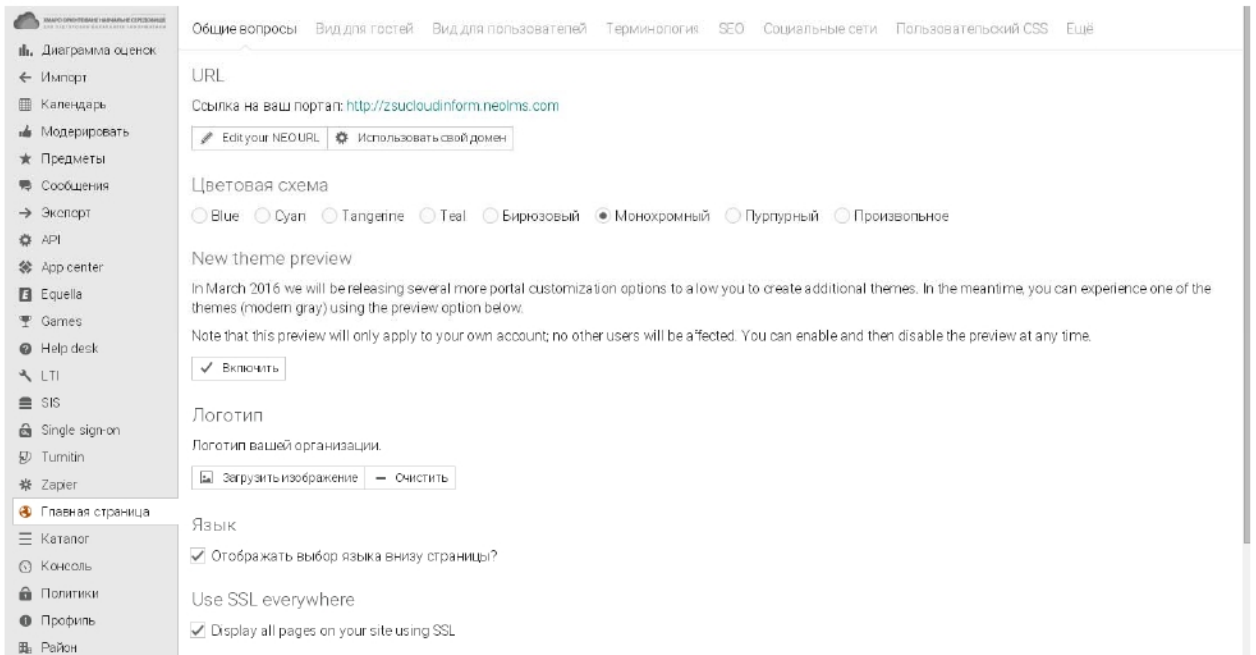 ХМАРО ОРІЄНТОВАНЕ НАВЧАЛЬНЕ СЕРЕДОВИЩЕ
Диаграмма оценок
Импорт
Календарь
Модерировать
Предметы
Сообщения
Экспорт
API
App center
Equella
Games
Help desk
LTI
SIS
Single sign-on
Turnitin
Zapier
Главная страница
Каталог
Консоль
Политики
Профиль
Район
Общие вопросы Вид для гостей Вид для пользователей Терминология SEO Социальные сети Пользовательский CSS Ещё
URL
Ссылка на ваш портал: http://zsucloudinform.neolms.com
Edit your NEO URL Использовать свой домен
Цветовая схема
Blue Cyan Tangerine Teal Бирюзовый Монохромный Пурпурный Произвольное
New theme preview
In March 2016 we will be releasing several more portal customization options to allow you to create additional themes. In the meantime, you can experience one of the
themes (modern gray) using the preview option below.
Note that this preview will only apply to your own account; no other users will be affected. You can enable and then disable the preview at any time.
Включить
Логотип
Логотип вашей организации.
Загрузить изображение Очистить
Язык
Отображать выбор языка внизу страницы?
Use SSL everywhere
Display all pages on your site using SSL